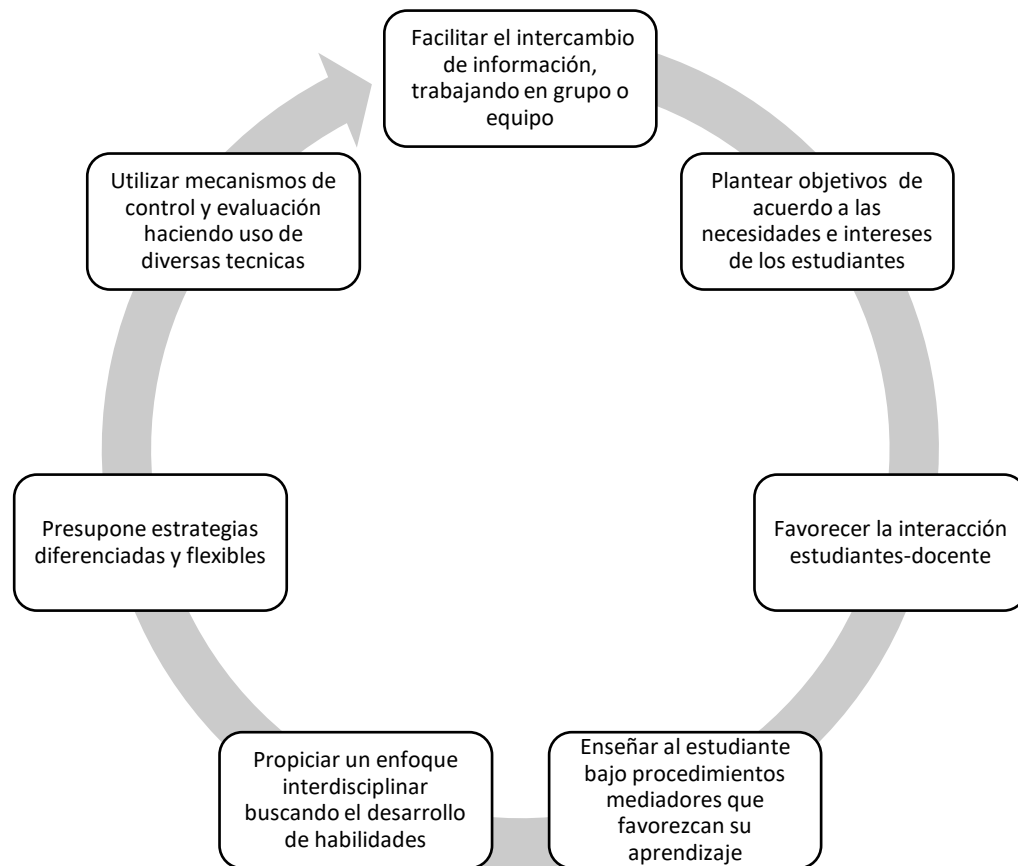 Facilitar el intercambio
de información,
trabajando en grupo o
equipo
Plantear objetivos de
acuerdo a las
necesidades e intereses
de los estudiantes
Favorecer la interacción
estudiantes-docente
Enseñar al estudiante
bajo procedimientos
mediadores que
favorezcan su
aprendizaje
Propiciar un enfoque
interdisciplinar
buscando el desarrollo
de habilidades
Presupone estrategias
diferenciadas y flexibles
Utilizar mecanismos de
control y evaluación
haciendo uso de
diversas tecnicas